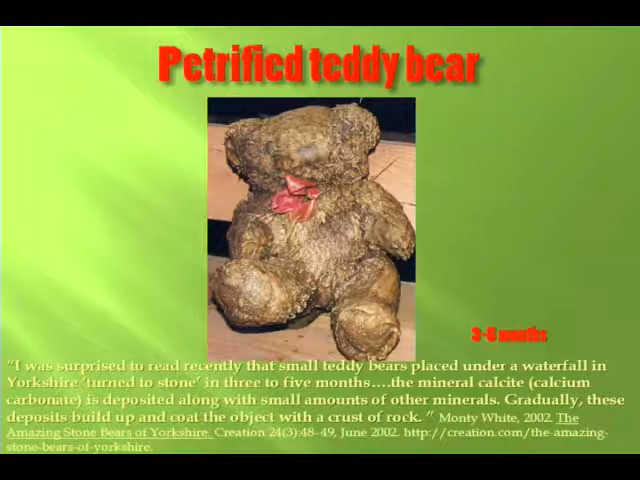 Petrified teddy bear
3-5 months
“I was surprised to read recently that small teddy bears placed under a waterfall in
Yorkshire ‘turned to stone’ in three to five months….the mineral calcite (calcium
carbonate) is deposited along with small amounts of other minerals. Gradually, these
deposits build up and coat the object with a crust of rock. ” Monty White, 2002. The
Amazing Stone Bears of Yorkshire. Creation 24(3):48–49, June 2002. http://creation.com/the-amazing-
stone-bears-of-yorkshire.